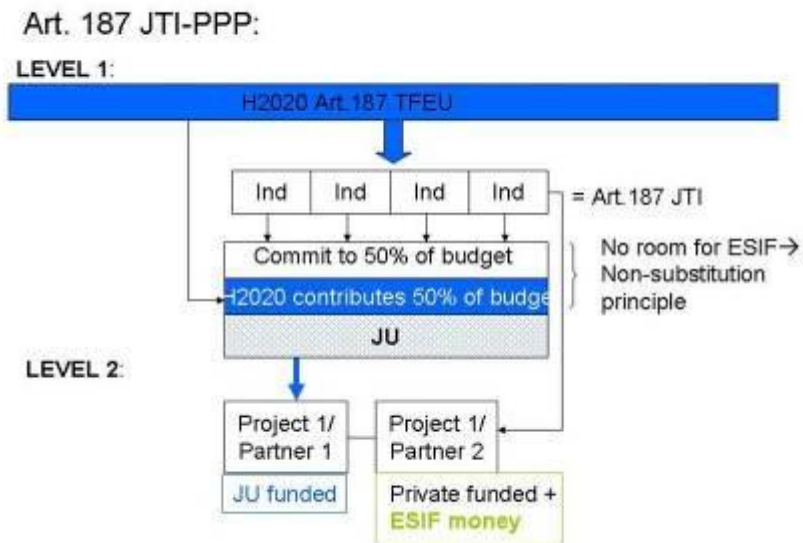 Art. 187 JTI-PPP:
LEVEL 1:
H2020 Art.187 TFEU
Ind Ind Ind Ind
= Art.187 JTI
Commit to 50% of budget
H2020 contributes 50% of budge
JU
No room for ESIF→
Non-substitution
principle
LEVEL 2:
Project 1/
Partner 1
JU funded
Project 1/
Partner 2
Private funded +
ESIF money